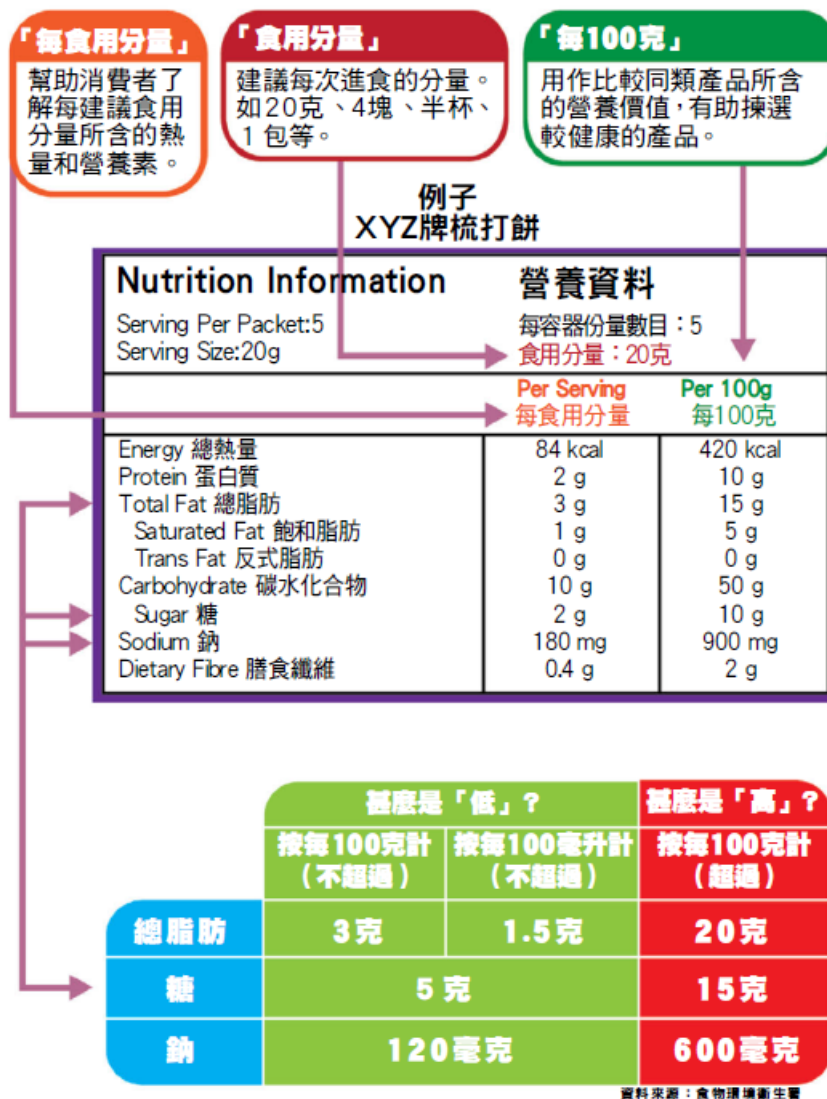 「每食用分量」
幫助消費者了
解每建議食用
分量所含的熱
量和營養素。
「食用分量」
建議每次進食的分量。
如20克、4塊、半杯、
1 包等。
「每100克」
用作比較同類產品所含
的營養價值，有助揀選
較健康的產品。
例子
XYZ牌梳打餅
Nutrition Information 營養資料
Serving Per Packet:5 每容器份量數目：5
Serving Size:20g 食用分量：20克
Per Serving Per 100g
每食用分量 每100克
Energy 總熱量 84 kcal 420 kcal
Protein 蛋白質 2 g 10 g
Total Fat 總脂肪 3 g 15 g
Saturated Fat 飽和脂肪 1 g 5 g
Trans Fat 反式脂肪 0 g 0 g
Carbohydrate 碳水化合物 10 g 50 g
Sugar 糖 2 g 10 g
Sodium 鈉 180 mg 900 mg
Dietary Fibre 膳食纖維 0.4 g 2 g
甚麼是「低」? 甚麼是「高」?
按每100克計 按每100毫升計 按每100克計
（不超過） （不超過） （超過）
總脂肪 3克 1.5克 20克
糖 5克 15克
鈉 120毫克 600毫克
資料來源：食物環境衞生署